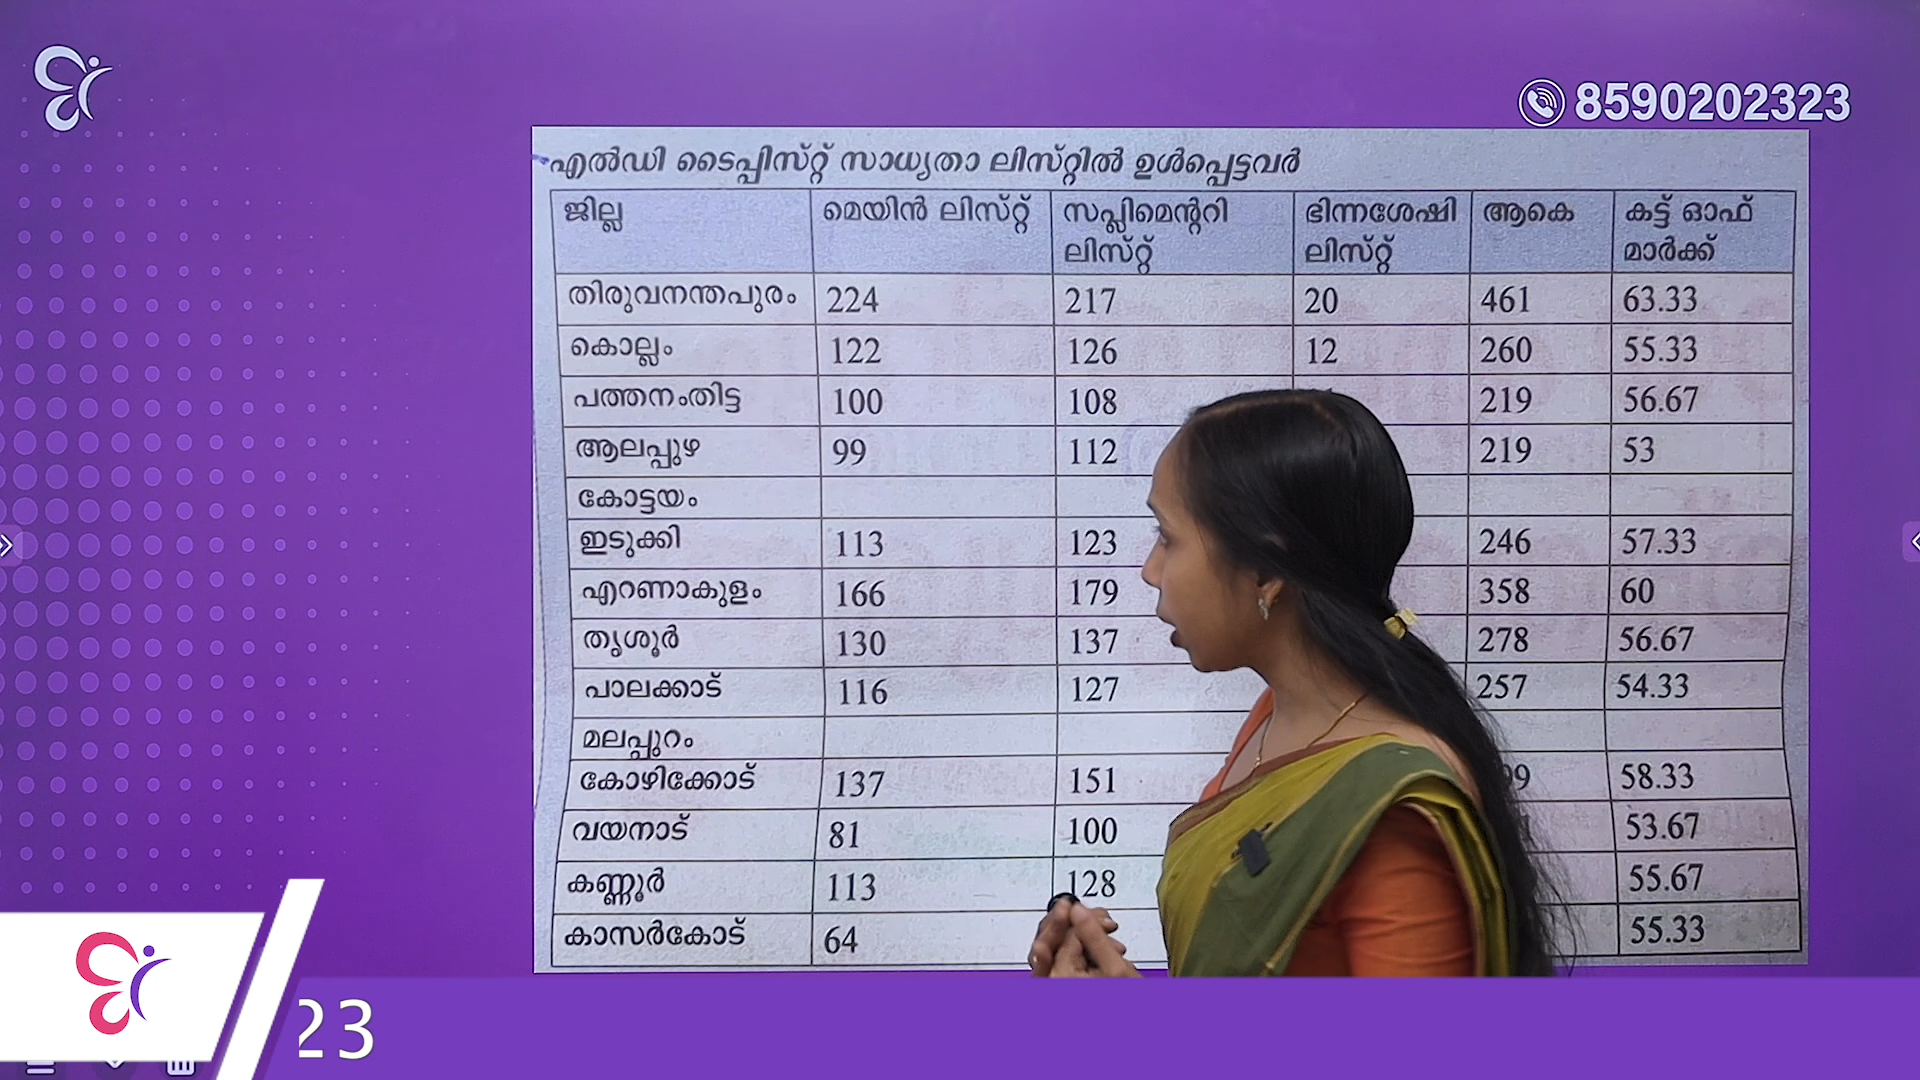 8590202323
എൽഡി ടൈപ്പിസ്റ്റ് സാധ്യതാ ലിസ്റ്റിൽ ഉൾപ്പെട്ടവർ
ജില്ല മെയിൻ ലിസ്റ്റ് സപ്ലിമെന്ററി ലിസ്റ്റ് ഭിന്നശേഷി ലിസ്റ്റ് ആകെ കട്ട് ഓഫ് മാർക്ക്
തിരുവനന്തപുരം 224 217 20 461 63.33
കൊല്ലം 122 126 12 260 55.33
പത്തനംതിട്ട 100 108 219 56.67
ആലപ്പുഴ 99 112 219 53
കോട്ടയം
ഇടുക്കി 113 123 246 57.33
എറണാകുളം 166 179 358 60
തൃശൂർ 130 137 278 56.67
പാലക്കാട് 116 127 257 54.33
മലപ്പുറം
കോഴിക്കോട് 137 151 58.33
വയനാട് 81 100 53.67
കണ്ണൂർ 113 128 55.67
കാസർകോട് 64 55.33
23